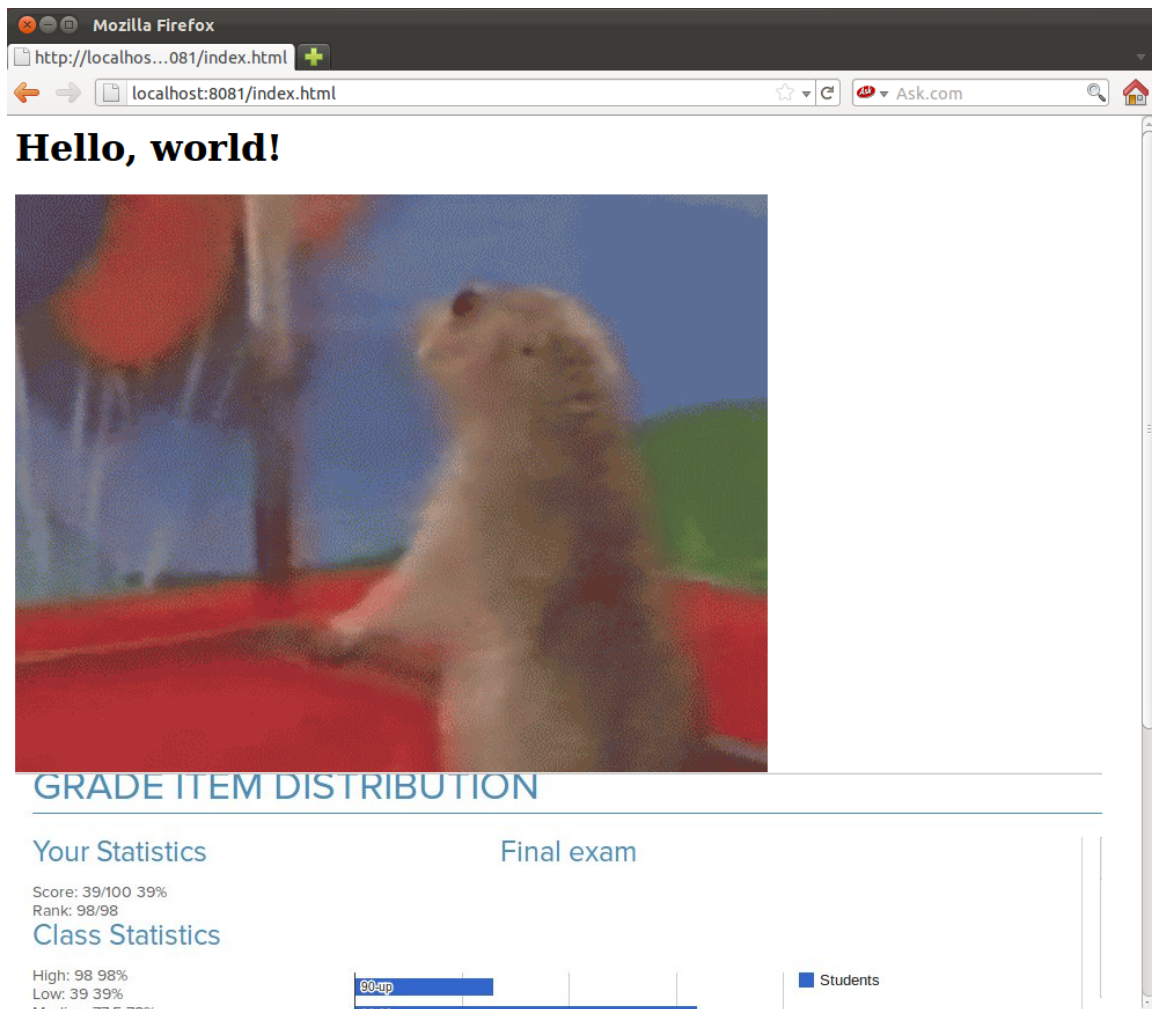 Mozilla Firefox
http://localhos...081/index.html
localhost:8081/index.html
Ask Ask.com
Hello, world!
GRADE ITEM DISTRIBUTION
Your Statistics
Final exam
Score: 39/100 39%
Rank: 98/98
Class Statistics
High: 98 98%
Low: 39 39%
90-up
Students